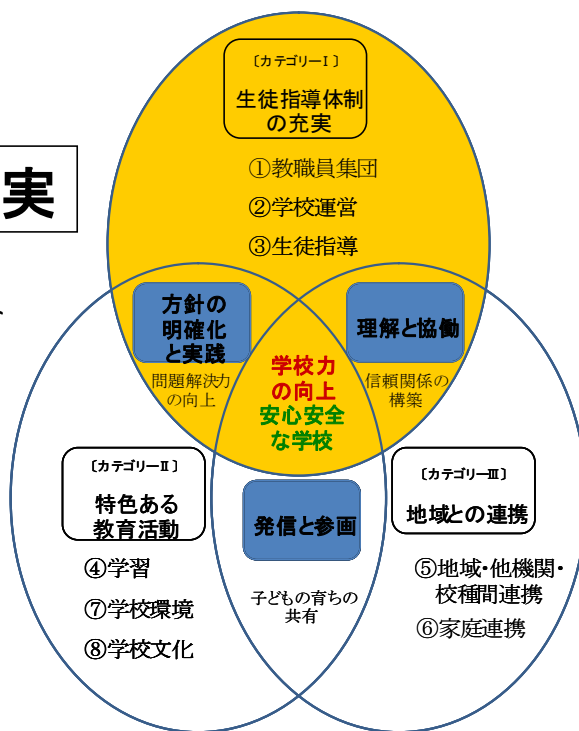 〔カテゴリーⅠ〕
生徒指導体制
の充実
①教職員集団
②学校運営
③生徒指導
実
方針の
明確化
と実践
問題解決力
の向上
理解と協働
信頼関係の
構築
学校力
の向上
安心安全
な学校
〔カテゴリーⅡ〕
特色ある
教育活動
④学習
⑦学校環境
⑧学校文化
発信と参画
子どもの育ちの
共有
〔カテゴリーⅢ〕
地域との連携
⑤地域・他機関・
校種間連携
⑥家庭連携